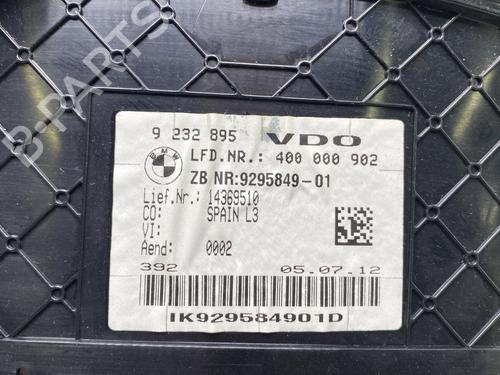 B-PARTS
9 232 895 VDO
BMW
LFD.NR.: 400 000 902
ZB NR:9295849-01
Lief.Nr.: 14369510
CO: SPAIN L3
VI:
Aend: 0002
392 05.07.12
IK929584901D